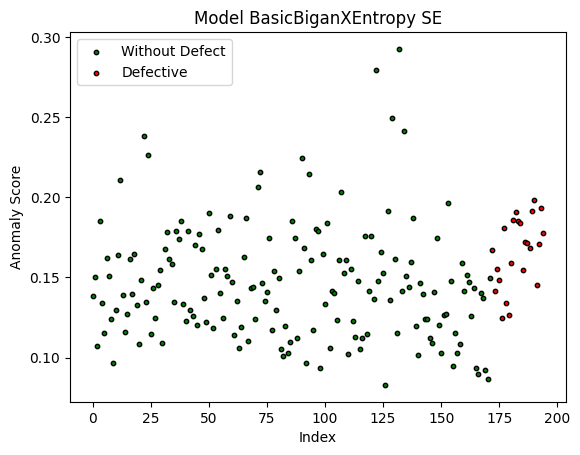 Model BasicBiganXEntropy SE
0.30
Without Defect
Defective
0.25
0.20
0.15
0.10
Anomaly Score
0 25 50 75 100 125 150 175 200
Index